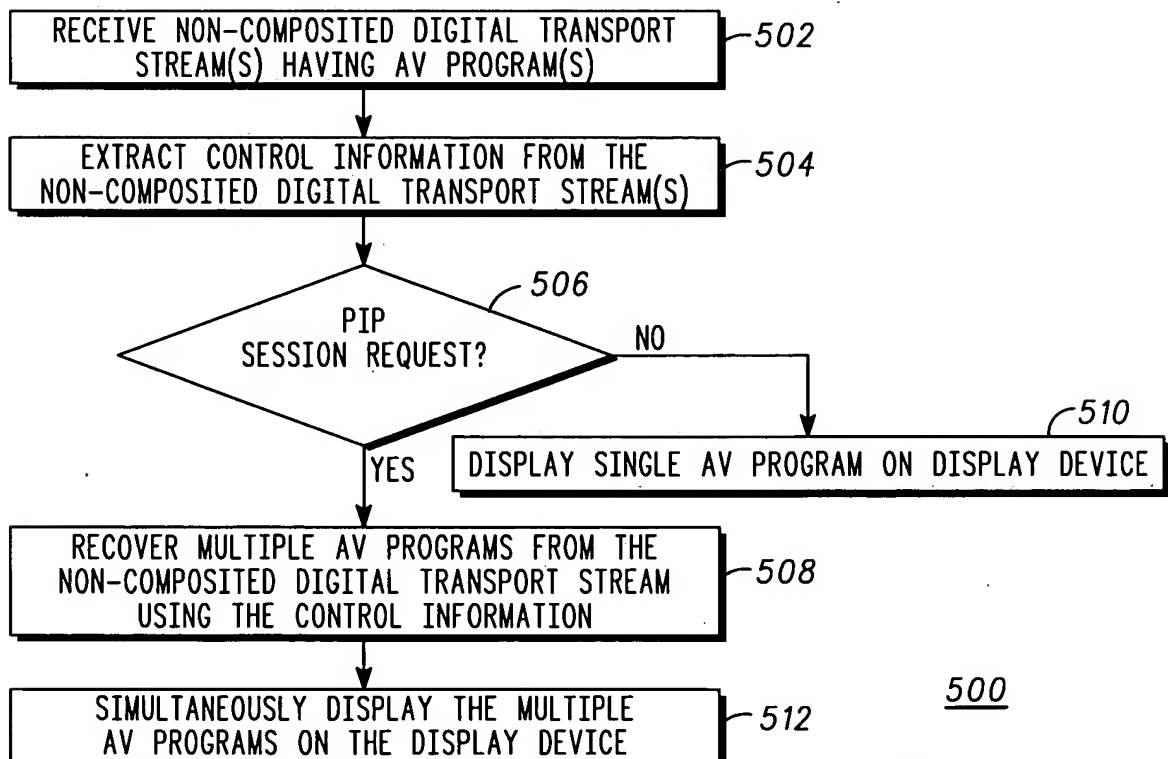 RECEIVE NON-COMPOSITED DIGITAL TRANSPORT
STREAM(S) HAVING AV PROGRAM(S)
502
EXTRACT CONTROL INFORMATION FROM THE
NON-COMPOSITED DIGITAL TRANSPORT STREAM(S)
504
PIP
SESSION REQUEST?
506
NO
510
DISPLAY SINGLE AV PROGRAM ON DISPLAY DEVICE
YES
RECOVER MULTIPLE AV PROGRAMS FROM THE
NON-COMPOSITED DIGITAL TRANSPORT STREAM
USING THE CONTROL INFORMATION
508
SIMULTANEOUSLY DISPLAY THE MULTIPLE
AV PROGRAMS ON THE DISPLAY DEVICE
512
500